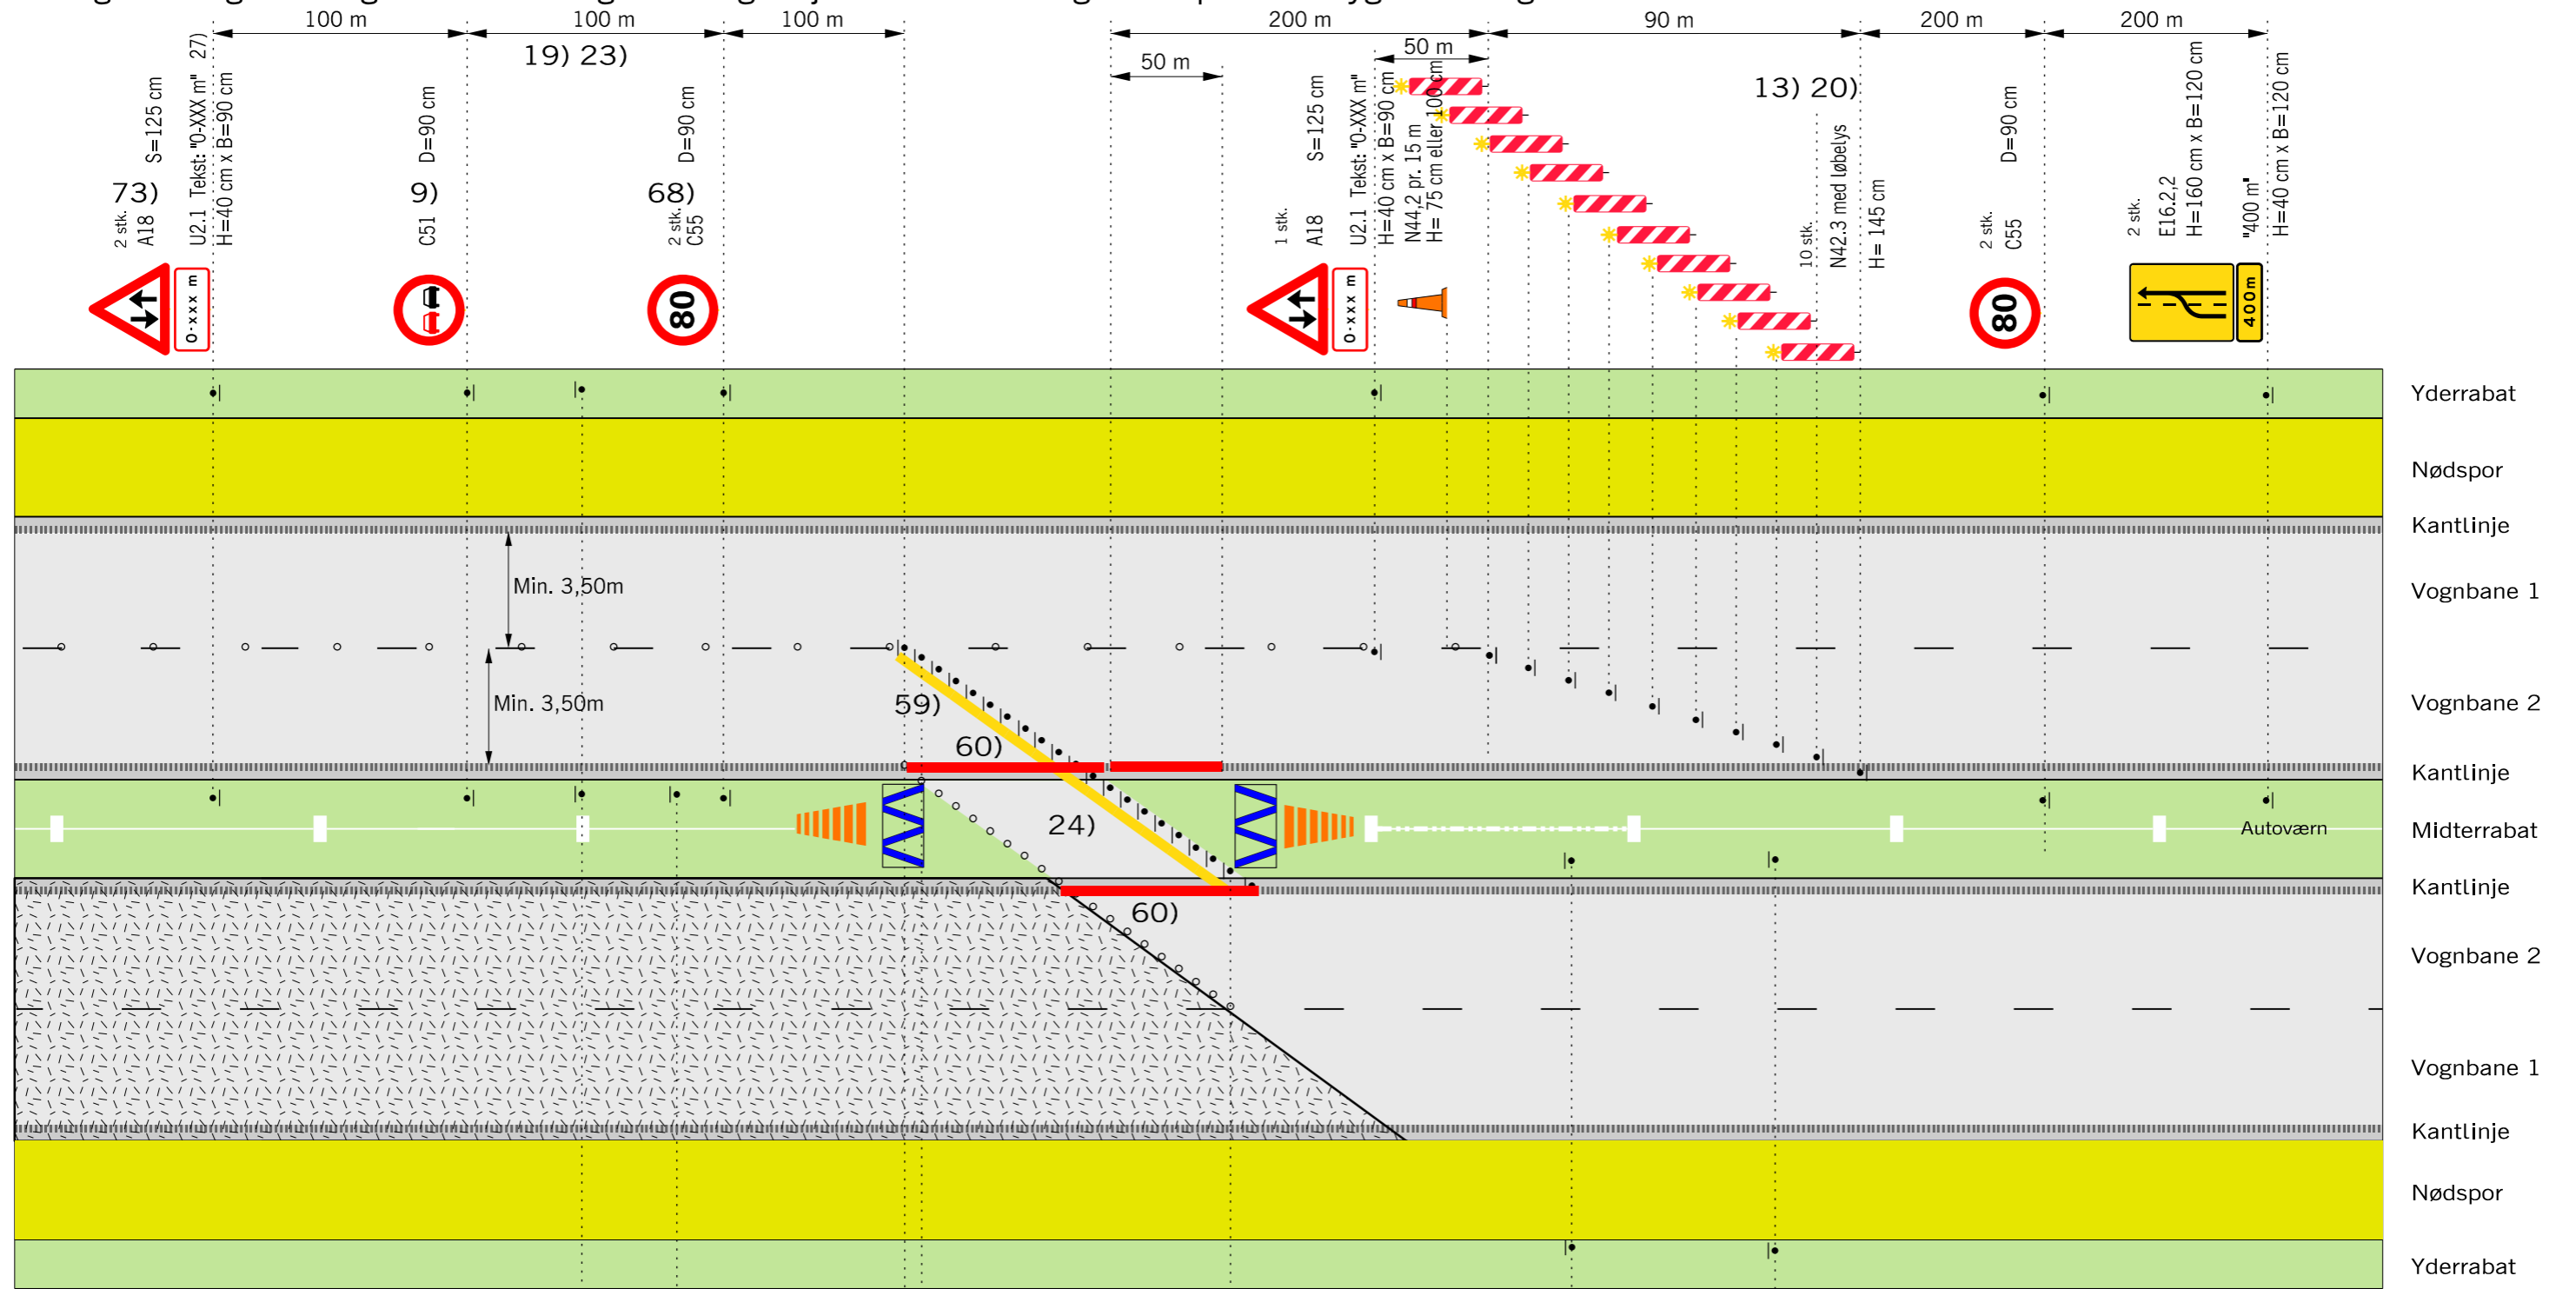 100 m
100 m
100 m
200 m
90 m
200 m
200 m
19) 23)
50 m
50 m
13) 20)
73)
2 stk.
A18
S=125 cm
U2.1 Tekst: "0-XXX m" 27)
H=40 cm x B=90 cm
9)
C51
D=90 cm
68)
2 stk.
C55
D=90 cm
1 stk.
A18
S=125 cm
U2.1 Tekst: "0-XXX m"
H=40 cm x B=90 cm
N44,2 pr. 15 m
H= 75 cm eller 100 cm
10 stk.
N42.3 med løbelys
H= 145 cm
2 stk.
C55
D=90 cm
2 stk.
E16.2,2
H=160 cm x B=120 cm
"400 m"
H=40 cm x B=120 cm
0-xxx m
80
0-xxx m
80
400m
Yderrabat
Nødspor
Kantlinje
Min. 3,50m
Vognbane 1
Min. 3,50m
59)
Vognbane 2
60)
Kantlinje
24)
Autoværn
Midterrabat
Kantlinje
60)
Vognbane 2
Vognbane 1
Kantlinje
Nødspor
Yderrabat